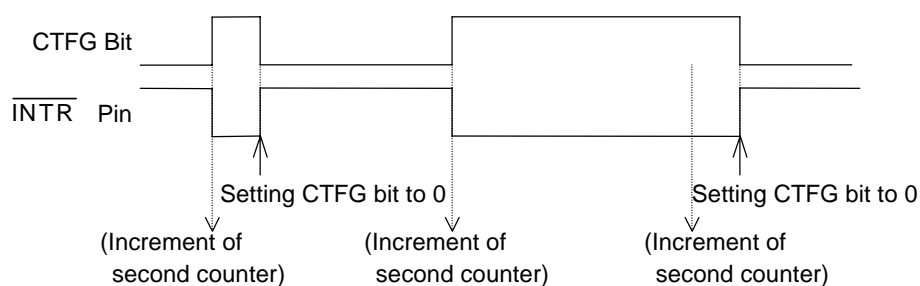 CTFG Bit
INTR Pin
Setting CTFG bit to 0
Setting CTFG bit to 0
(Increment of
second counter)
(Increment of
second counter)
(Increment of
second counter)